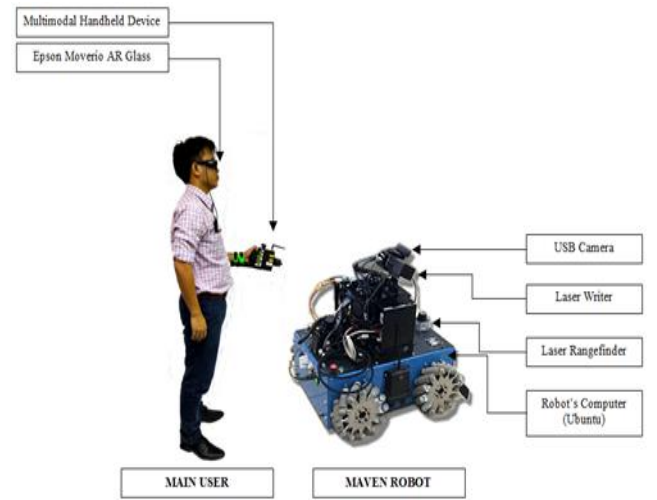 Multimodal Handheld Device
Epson Moverio AR Glass
USB Camera
Laser Writer
Laser Rangefinder
Robot's Computer
(Ubuntu)
MAIN USER
MAVEN ROBOT